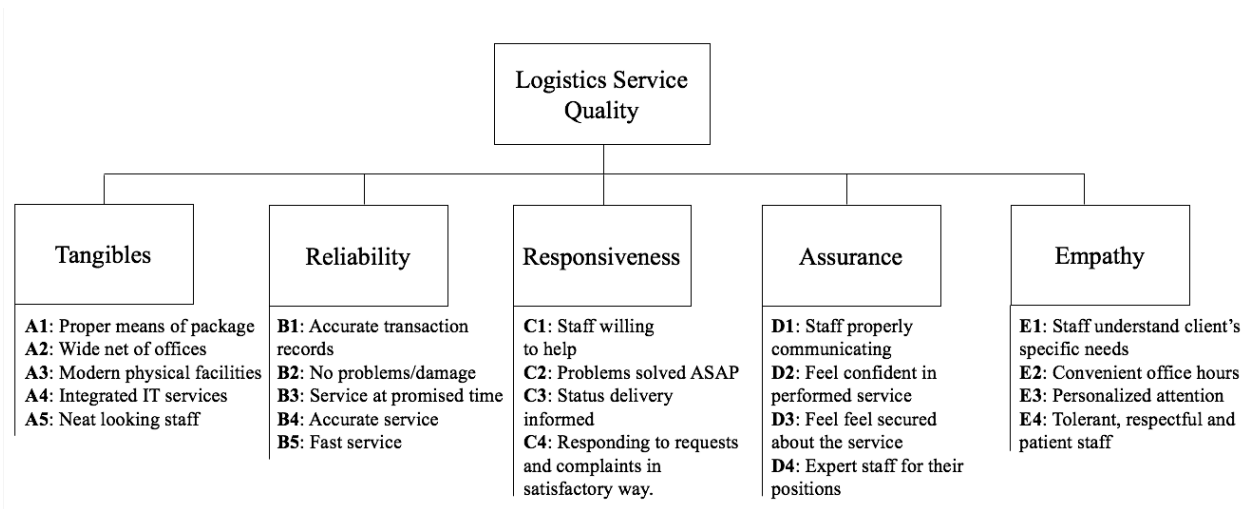 Logistics Service
Quality
Tangibles
A1: Proper means of package
A2: Wide net of offices
A3: Modern physical facilities
A4: Integrated IT services
A5: Neat looking staff
Reliability
B1: Accurate transaction
records
B2: No problems/damage
B3: Service at promised time
B4: Accurate service
B5: Fast service
Responsiveness
C1: Staff willing
to help
C2: Problems solved ASAP
C3: Status delivery
informed
C4: Responding to requests
and complaints in
satisfactory way.
Assurance
D1: Staff properly
communicating
D2: Feel confident in
performed service
D3: Feel feel secured
about the service
D4: Expert staff for their
positions
Empathy
E1: Staff understand client's
specific needs
E2: Convenient office hours
E3: Personalized attention
E4: Tolerant, respectful and
patient staff